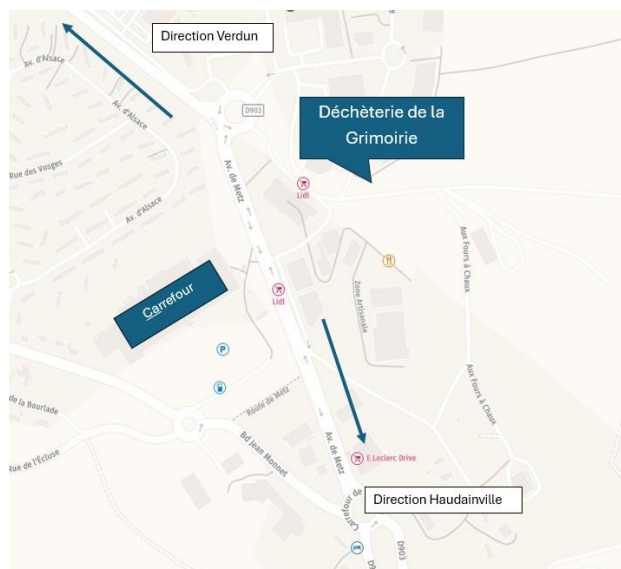 Direction Verdun
Av. d'Alsace
Av. d'Alsace
D903
Déchèterie de la
Grimoirie
Rue des Vosges
Av. de Metz
Lidl
Av. d'Alsace
Aux Fours à Chaux
Carrefour
Lidl
Zone Artisanale
P
Aux Fours à Chaux
de la Bourlade
Route de Metz
Rue de l'Écluse
Bd Jean Monnet
Av. de Metz
E.Leclerc Drive
Direction Haudainville
Carrefour de
D903